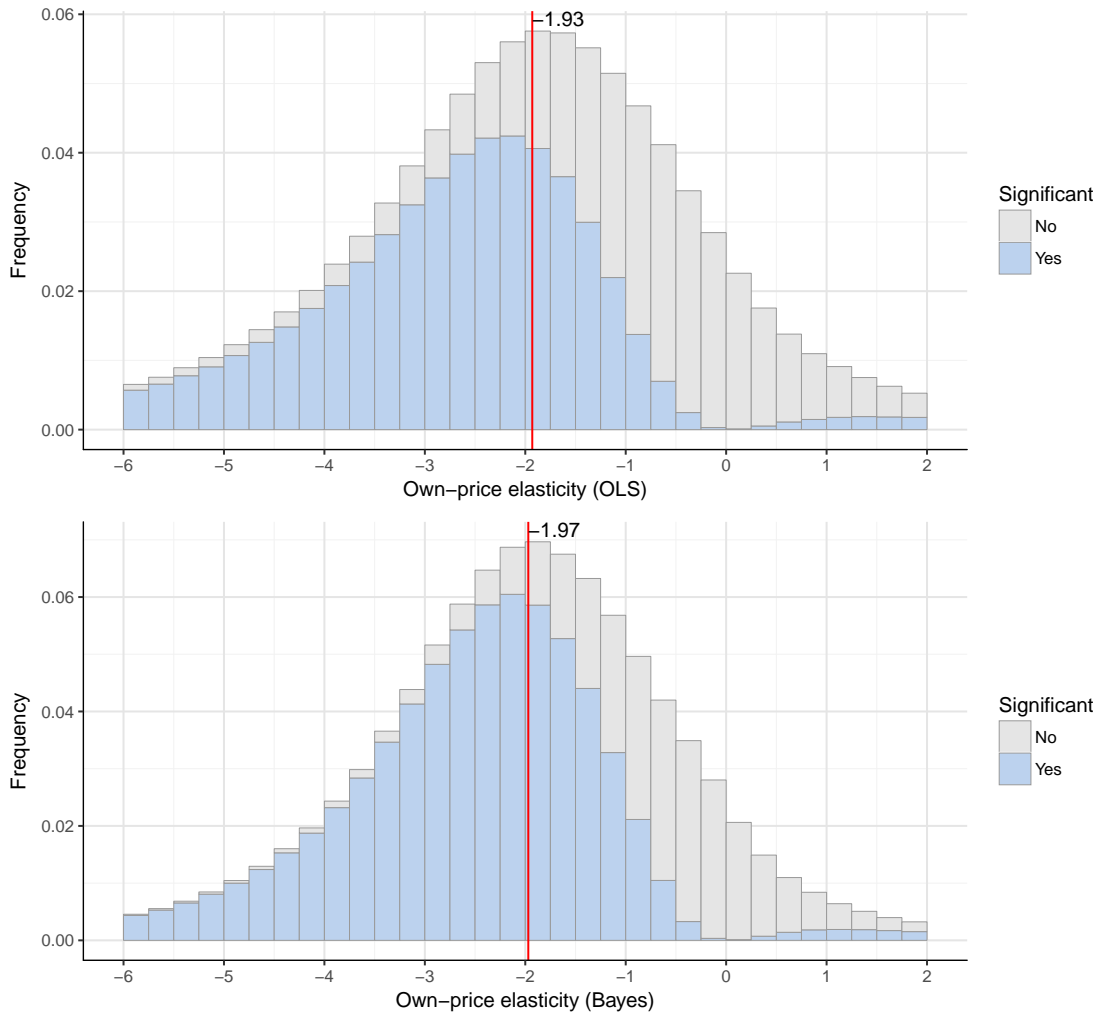 −1.93
0.06
0.04
0.02
0.00
Frequency
−6 −5 −4 −3 −2 −1 0 1 2
Own−price elasticity (OLS)
Significant
No
Yes
−1.97
0.06
0.04
0.02
0.00
Frequency
−6 −5 −4 −3 −2 −1 0 1 2
Own−price elasticity (Bayes)
Significant
No
Yes